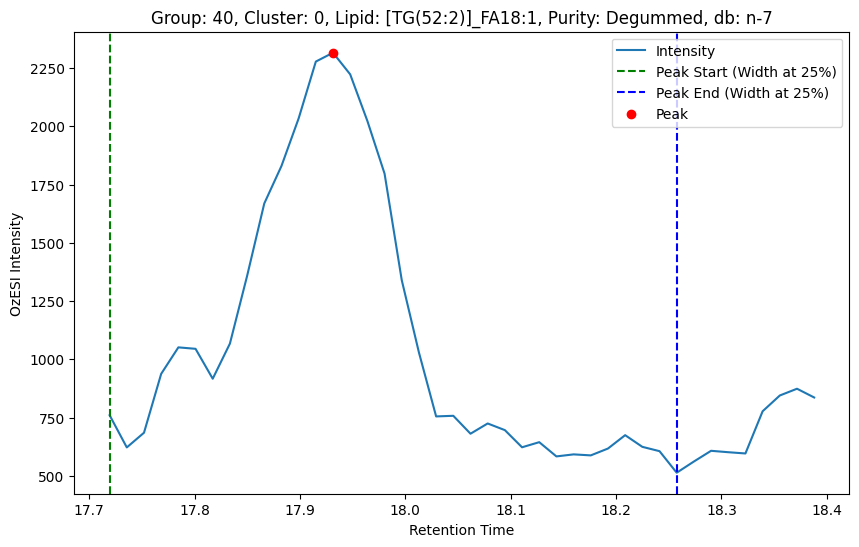 Group: 40, Cluster: 0, Lipid: [TG(52:2)]_FA18:1, Purity: Degummed, db: n-7
Intensity
Peak Start (Width at 25%)
Peak End (Width at 25%)
Peak
OzESI Intensity
2250
2000
1750
1500
1250
1000
750
500
17.7 17.8 17.9 18.0 18.1 18.2 18.3 18.4
Retention Time